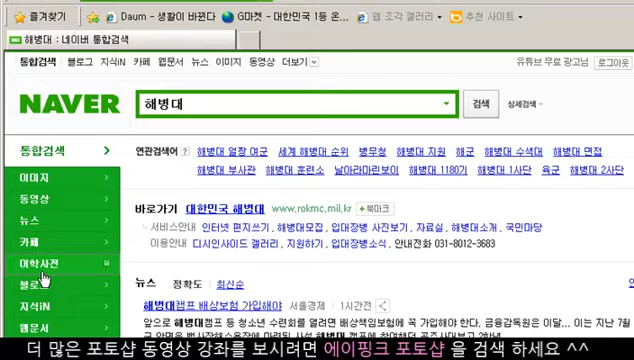 즐겨찾기 Daum - 생활이 바뀐다 G마켓 - 대한민국 1등 온... 웹 조각 갤러리 추천 사이트
해병대 : 네이버 통합검색
통합검색 블로그 지식iN 카페 웹문서 뉴스 이미지 동영상 더보기 유튜브 무료 광고님 로그아웃
NAVER 해병대 검색 상세검색
통합검색 연관검색어 ? 해병대 얼장 여군 세계 해병대 순위 병무청 해병대 지원 해군 해병대 수색대 해병대 면접
해병대 부사관 해병대 훈련소 날아라마린보이 해병대 1180기 해병대 1사단 육군 해병대 2사단
이미지
동영상
뉴스
카페
어학사전
블로
지식iN
웹문서
바로가기 대한민국 해병대 www.rokmc.mil.kr +북마크
서비스안내 인터넷 편지쓰기, 해병대모집, 입대장병 사진보기, 자료실, 해병대소개, 국민마당
이용안내 디시인사이드 갤러리, 지원하기, 입대장병소식, 안내전화 031-8012-3683
뉴스 정확도 최신순
해병대캠프 배상보험 가입해야 서울경제 1시간전
앞으로 해병대캠프 등 청소년 수련회를 열려면 배상책임보험에 꼭 가입해야 한다. 금융감독원은 이달... 이는 지난 7월
더 많은 포토샵 동영상 강좌를 보시려면 에이핑크 포토샵 을 검색 하세요 ^^